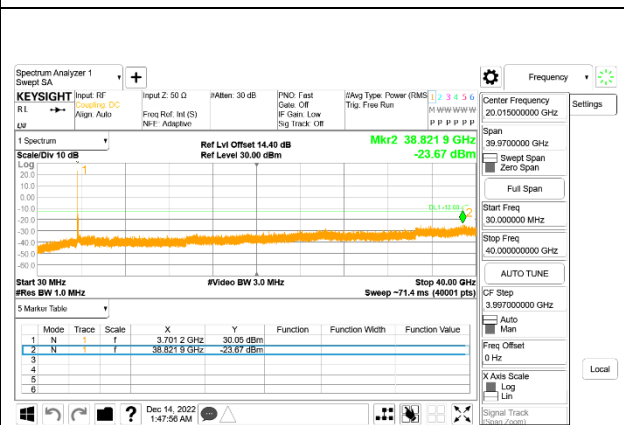 Spectrum Analyzer 1
Swept SA
Frequency
KEYSIGHT
RL
Input: RF
Coupling: DC
Align: Auto
Input Z: 50 Ω
Freq Ref: Int (S)
NFE: Adaptive
#Atten: 30 dB
PNO: Fast
Gate: Off
IF Gain: Low
Sig Track: Off
#Avg Type: Power (RMS
Trig: Free Run
1 2 3 4 5 6
M W W W W W
P P P P P P
1 Spectrum
Scale/Div 10 dB
Ref Lvl Offset 14.40 dB
Ref Level 30.00 dBm
Mkr2 38.821 9 GHz
-23.67 dBm
Log
20.0
10.0
0.00
-10.0
-20.0
-30.0
-40.0
-50.0
-60.0
1
2
Start 30 MHz
#Res BW 1.0 MHz
#Video BW 3.0 MHz
Stop 40.00 GHz
Sweep ~71.4 ms (40001 pts)
5 Marker Table
Mode Trace Scale X Y Function Function Width Function Value
1 N 1 f 3.701 2 GHz 30.05 dBm
2 N 1 f 38.821 9 GHz -23.67 dBm
3
4
5
6
Dec 14, 2022
1:47:56 AM
Center Frequency
20.015000000 GHz
Span
39.9700000 GHz
Swept Span
Zero Span
Full Span
Start Freq
30.000000 MHz
Stop Freq
40.000000000 GHz
AUTO TUNE
CF Step
3.997000000 GHz
Auto
Man
Freq Offset
0 Hz
X Axis Scale
Log
Lin
Signal Track
(Span Zoom)
Settings
Local